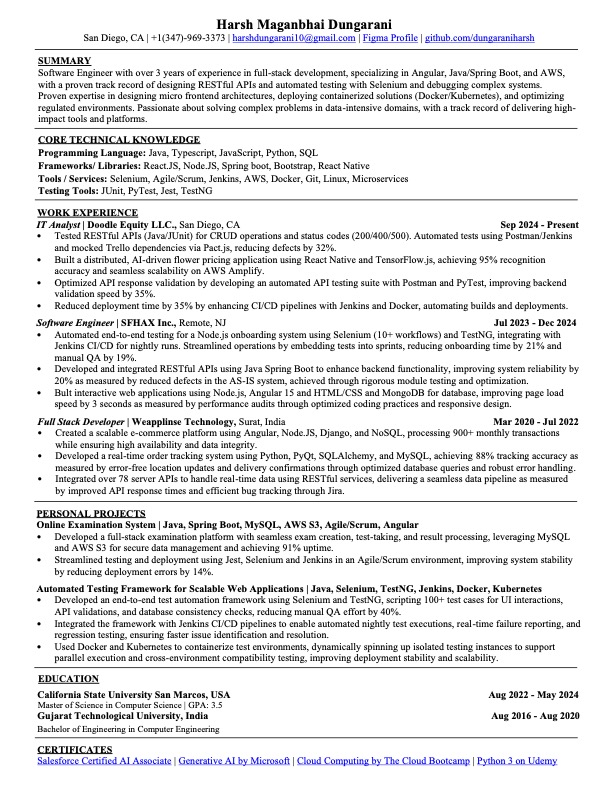 Harsh Maganbhai Dungarani
San Diego, CA | +1(347)-969-3373 | harshdungarani10@gmail.com | Figma Profile | github.com/dungaraniharsh
SUMMARY
Software Engineer with over 3 years of experience in full-stack development, specializing in Angular, Java/Spring Boot, and AWS,
with a proven track record of designing RESTful APIs and automated testing with Selenium and debugging complex systems.
Proven expertise in designing micro frontend architectures, deploying containerized solutions (Docker/Kubernetes), and optimizing
regulated environments. Passionate about solving complex problems in data-intensive domains, with a track record of delivering high-
impact tools and platforms.
CORE TECHNICAL KNOWLEDGE
Programming Language: Java, Typescript, JavaScript, Python, SQL
Frameworks/ Libraries: React.JS, Node.JS, Spring boot, Bootstrap, React Native
Tools / Services: Selenium, Agile/Scrum, Jenkins, AWS, Docker, Git, Linux, Microservices
Testing Tools: JUnit, PyTest, Jest, TestNG
WORK EXPERIENCE
IT Analyst | Doodle Equity LLC., San Diego, CA Sep 2024 - Present
• Tested RESTful APIs (Java/JUnit) for CRUD operations and status codes (200/400/500). Automated tests using Postman/Jenkins
and mocked Trello dependencies via Pact.js, reducing defects by 32%.
• Built a distributed, AI-driven flower pricing application using React Native and TensorFlow.js, achieving 95% recognition
accuracy and seamless scalability on AWS Amplify.
• Optimized API response validation by developing an automated API testing suite with Postman and PyTest, improving backend
validation speed by 35%.
• Reduced deployment time by 35% by enhancing CI/CD pipelines with Jenkins and Docker, automating builds and deployments.
Software Engineer | SFHAX Inc., Remote, NJ Jul 2023 - Dec 2024
• Automated end-to-end testing for a Node.js onboarding system using Selenium (10+ workflows) and TestNG, integrating with
Jenkins CI/CD for nightly runs. Streamlined operations by embedding tests into sprints, reducing onboarding time by 21% and
manual QA by 19%.
• Developed and integrated RESTful APIs using Java Spring Boot to enhance backend functionality, improving system reliability by
20% as measured by reduced defects in the AS-IS system, achieved through rigorous module testing and optimization.
• Bult interactive web applications using Node.js, Angular 15 and HTML/CSS and MongoDB for database, improving page load
speed by 3 seconds as measured by performance audits through optimized coding practices and responsive design.
Full Stack Developer | Weapplinse Technology, Surat, India Mar 2020 - Jul 2022
• Created a scalable e-commerce platform using Angular, Node.JS, Django, and NoSQL, processing 900+ monthly transactions
while ensuring high availability and data integrity.
• Developed a real-time order tracking system using Python, PyQt, SQLAlchemy, and MySQL, achieving 88% tracking accuracy as
measured by error-free location updates and delivery confirmations through optimized database queries and robust error handling.
• Integrated over 78 server APIs to handle real-time data using RESTful services, delivering a seamless data pipeline as measured
by improved API response times and efficient bug tracking through Jira.
PERSONAL PROJECTS
Online Examination System | Java, Spring Boot, MySQL, AWS S3, Agile/Scrum, Angular
• Developed a full-stack examination platform with seamless exam creation, test-taking, and result processing, leveraging MySQL
and AWS S3 for secure data management and achieving 91% uptime.
• Streamlined testing and deployment using Jest, Selenium and Jenkins in an Agile/Scrum environment, improving system stability
by reducing deployment errors by 14%.
Automated Testing Framework for Scalable Web Applications | Java, Selenium, TestNG, Jenkins, Docker, Kubernetes
• Developed an end-to-end test automation framework using Selenium and TestNG, scripting 100+ test cases for UI interactions,
API validations, and database consistency checks, reducing manual QA effort by 40%.
• Integrated the framework with Jenkins CI/CD pipelines to enable automated nightly test executions, real-time failure reporting, and
regression testing, ensuring faster issue identification and resolution.
• Used Docker and Kubernetes to containerize test environments, dynamically spinning up isolated testing instances to support
parallel execution and cross-environment compatibility testing, improving deployment stability and scalability.
EDUCATION
California State University San Marcos, USA Aug 2022 - May 2024
Master of Science in Computer Science | GPA: 3.5
Gujarat Technological University, India Aug 2016 - Aug 2020
Bachelor of Engineering in Computer Engineering
CERTIFICATES
Salesforce Certified AI Associate | Generative AI by Microsoft | Cloud Computing by The Cloud Bootcamp | Python 3 on Udemy